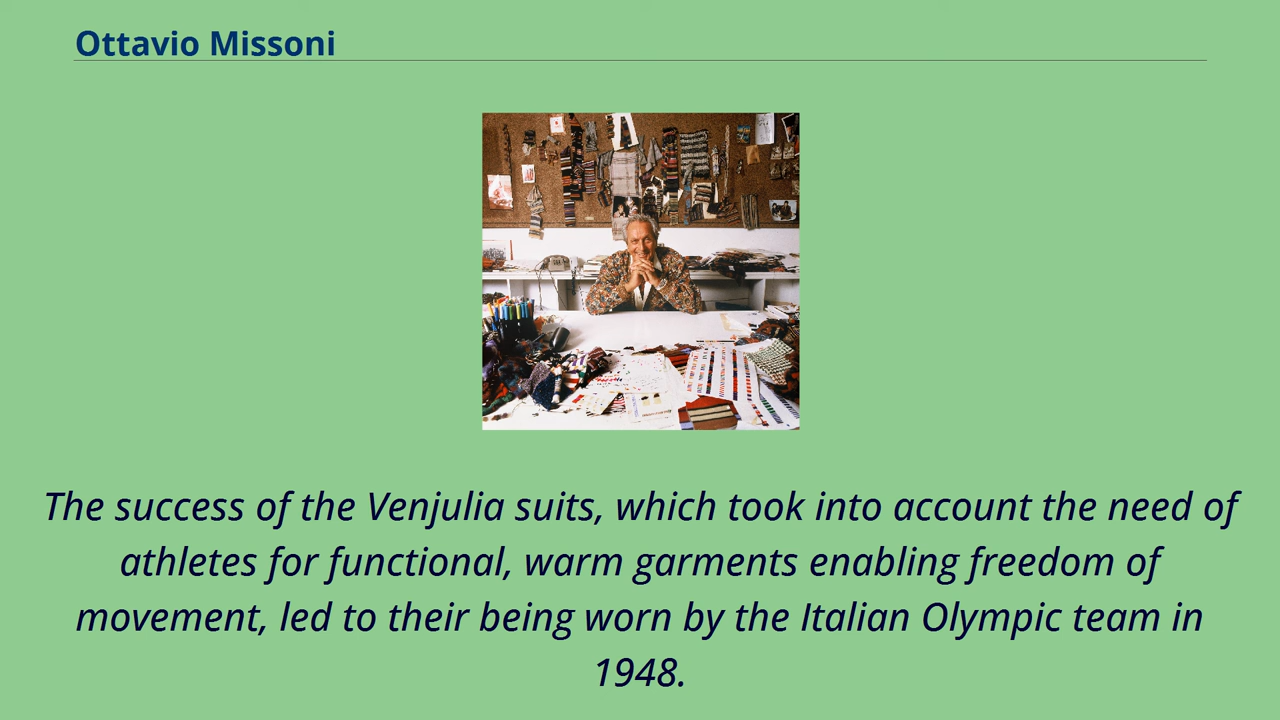 Ottavio Missoni
The success of the Venjulia suits, which took into account the need of
athletes for functional, warm garments enabling freedom of
movement, led to their being worn by the Italian Olympic team in
1948.